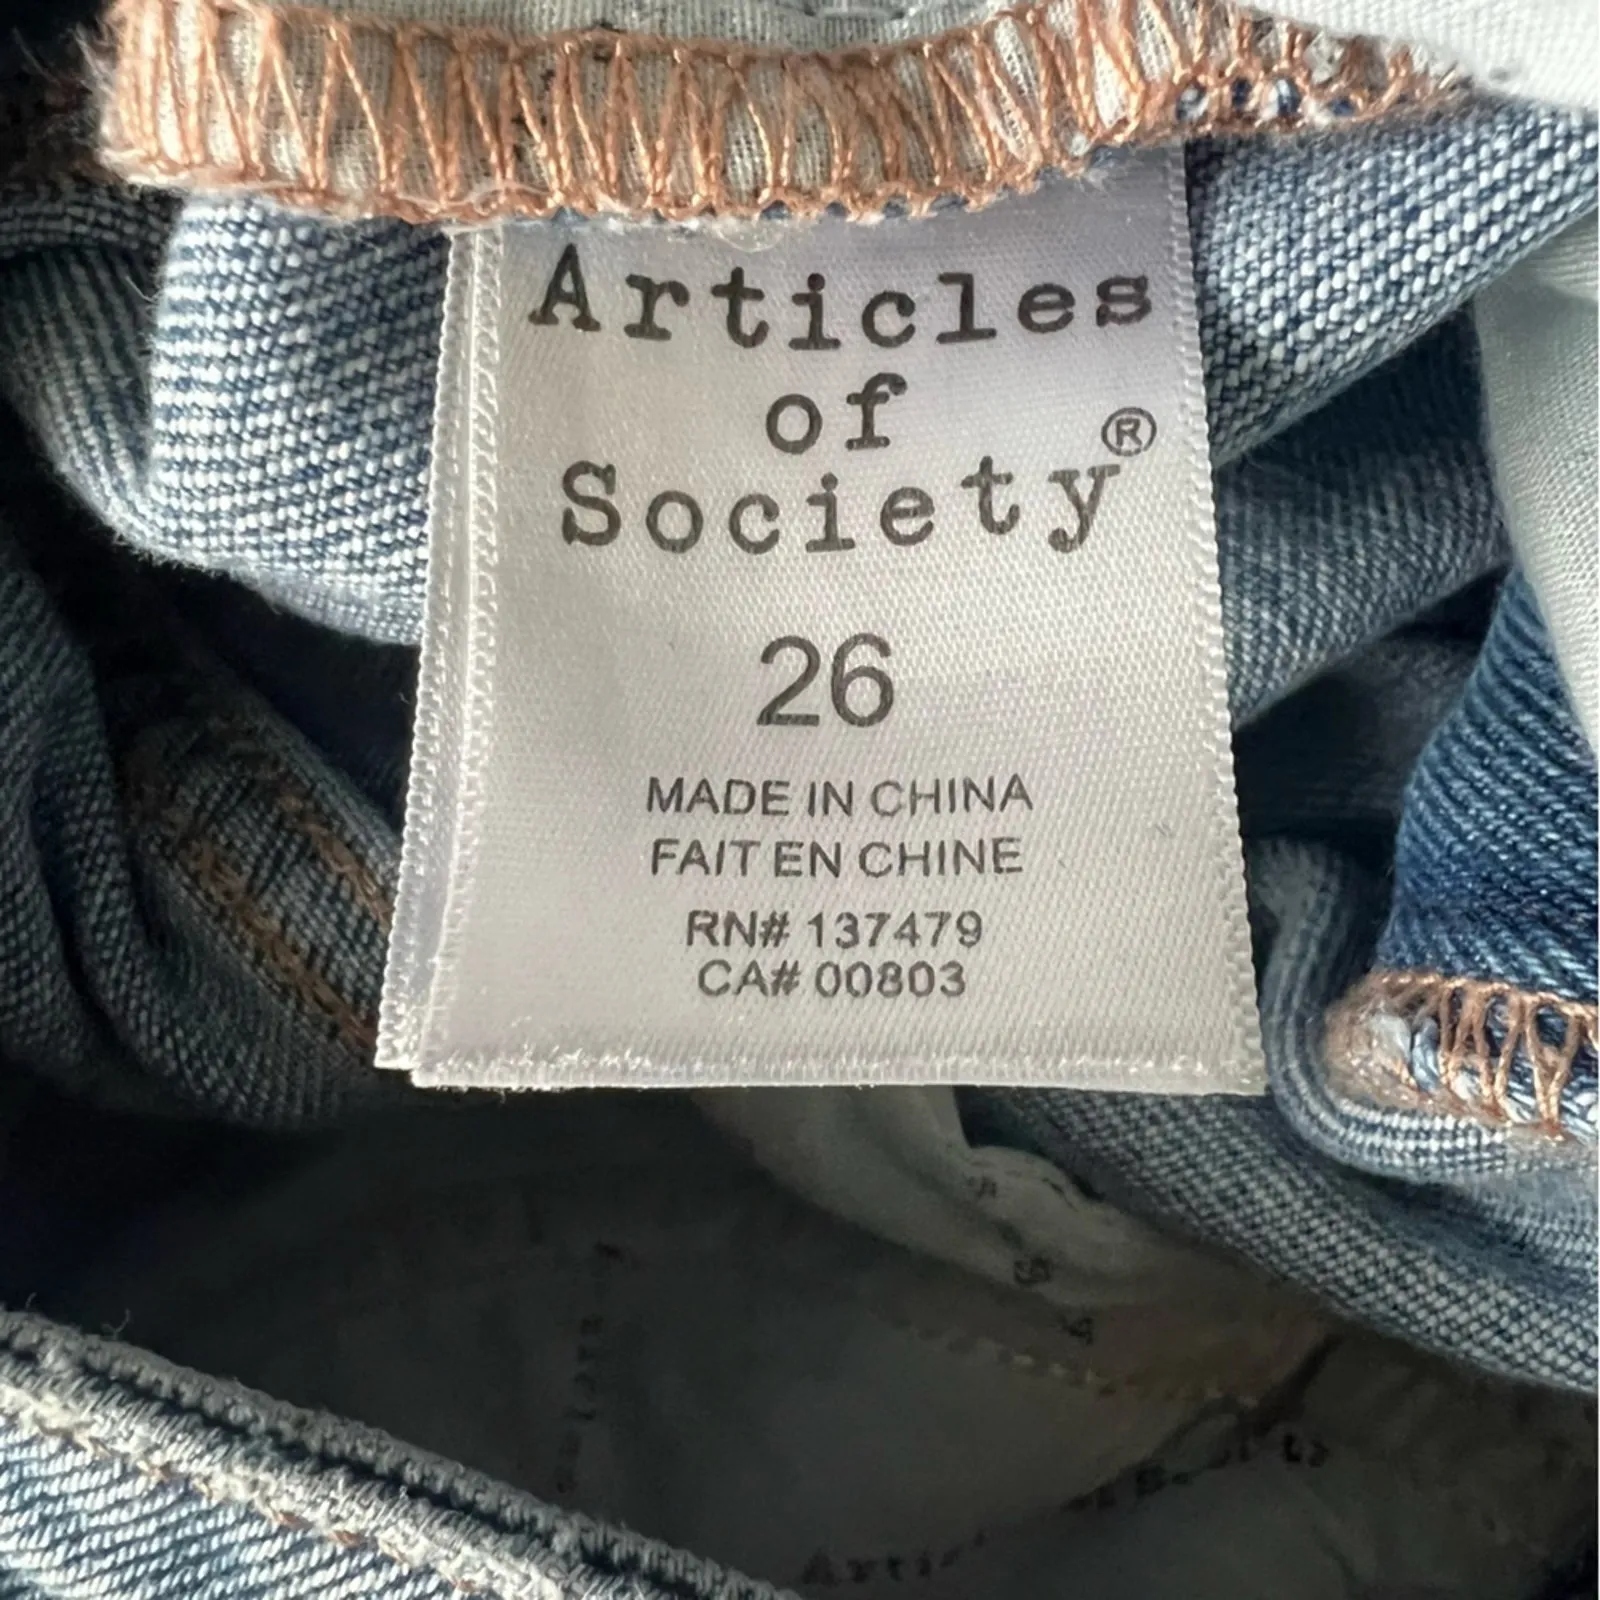 Articles
of
Society®
26
MADE IN CHINA
FAIT EN CHINE
RN# 137479
CA# 00803